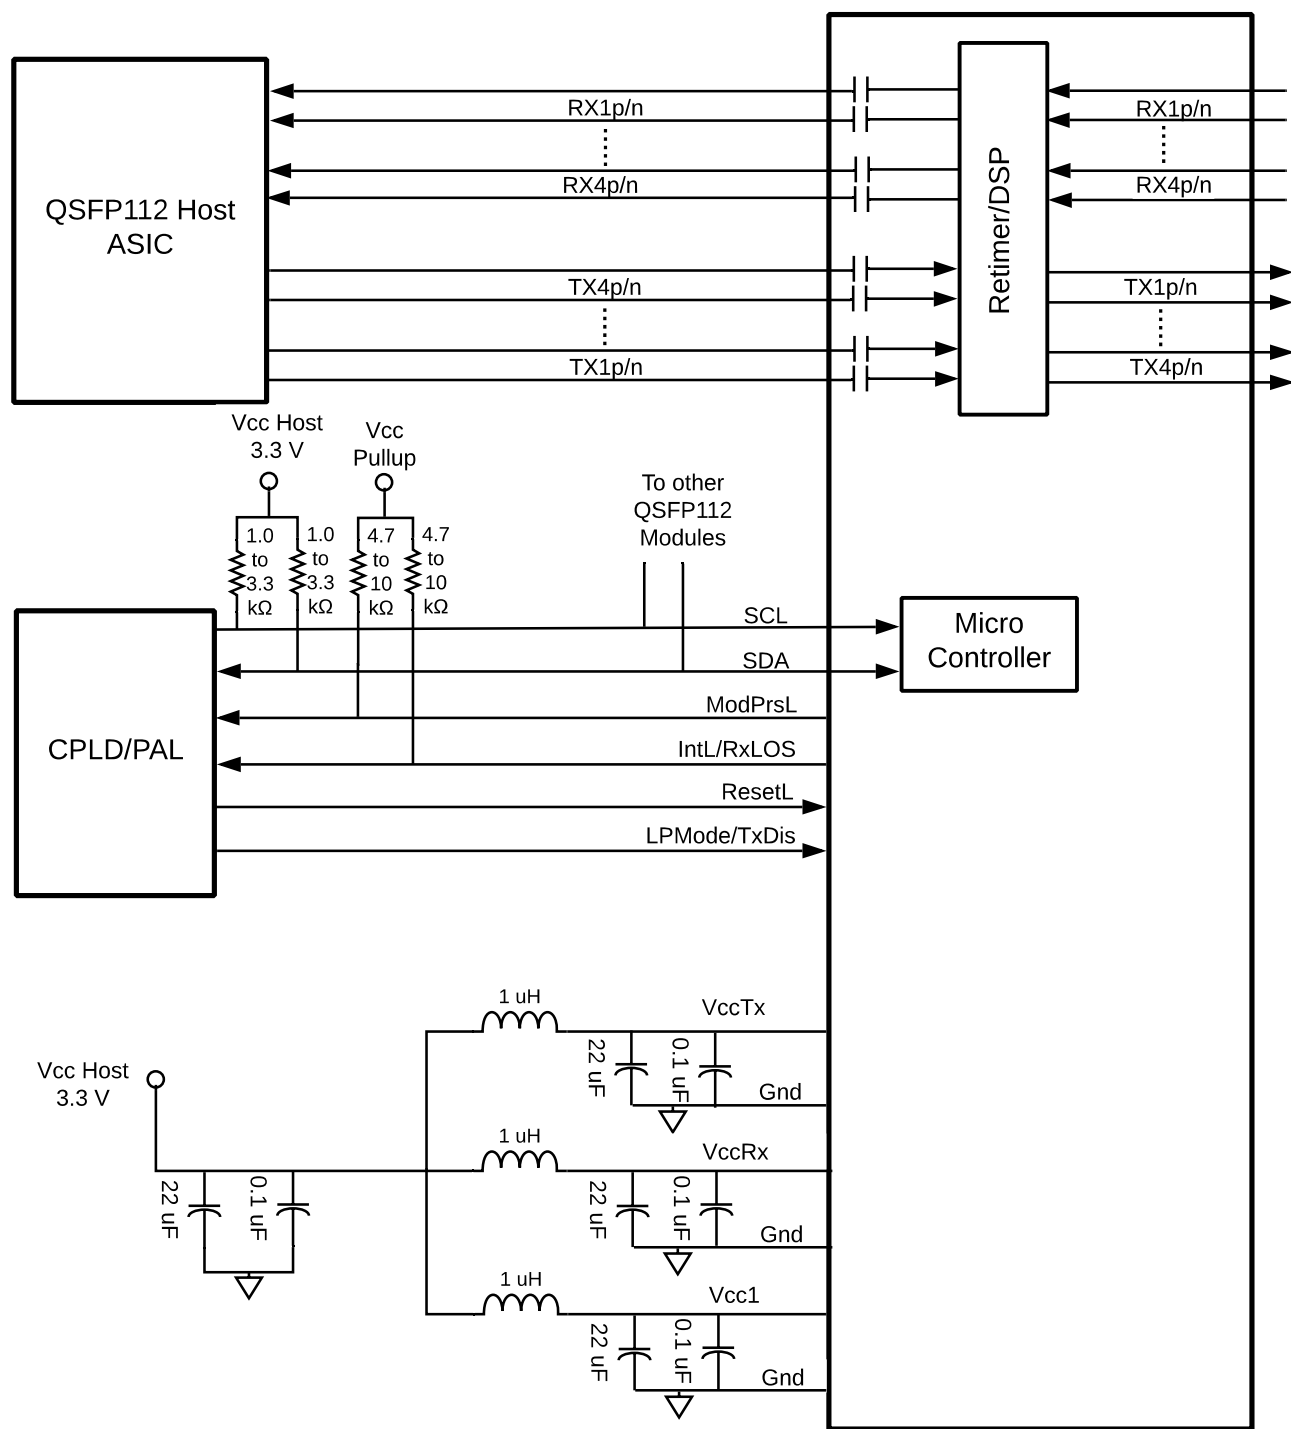 RX1p/n
RX4p/n
QSFP112 Host
ASIC
TX4p/n
TX1p/n
Retimer/DSP
RX1p/n
RX4p/n
TX1p/n
TX4p/n
Vcc Host
3.3 V
Vcc
Pullup
1.0
to
3.3
kΩ
1.0
to
3.3
kΩ
4.7
to
10
kΩ
4.7
to
10
kΩ
To other
QSFP112
Modules
SCL
SDA
ModPrsL
IntL/RxLOS
ResetL
LPMode/TxDis
Micro
Controller
CPLD/PAL
1 uH
VccTx
22 uF
0.1 uF
Gnd
Vcc Host
3.3 V
22 uF
0.1 uF
1 uH
VccRx
22 uF
0.1 uF
Gnd
1 uH
Vcc1
22 uF
0.1 uF
Gnd